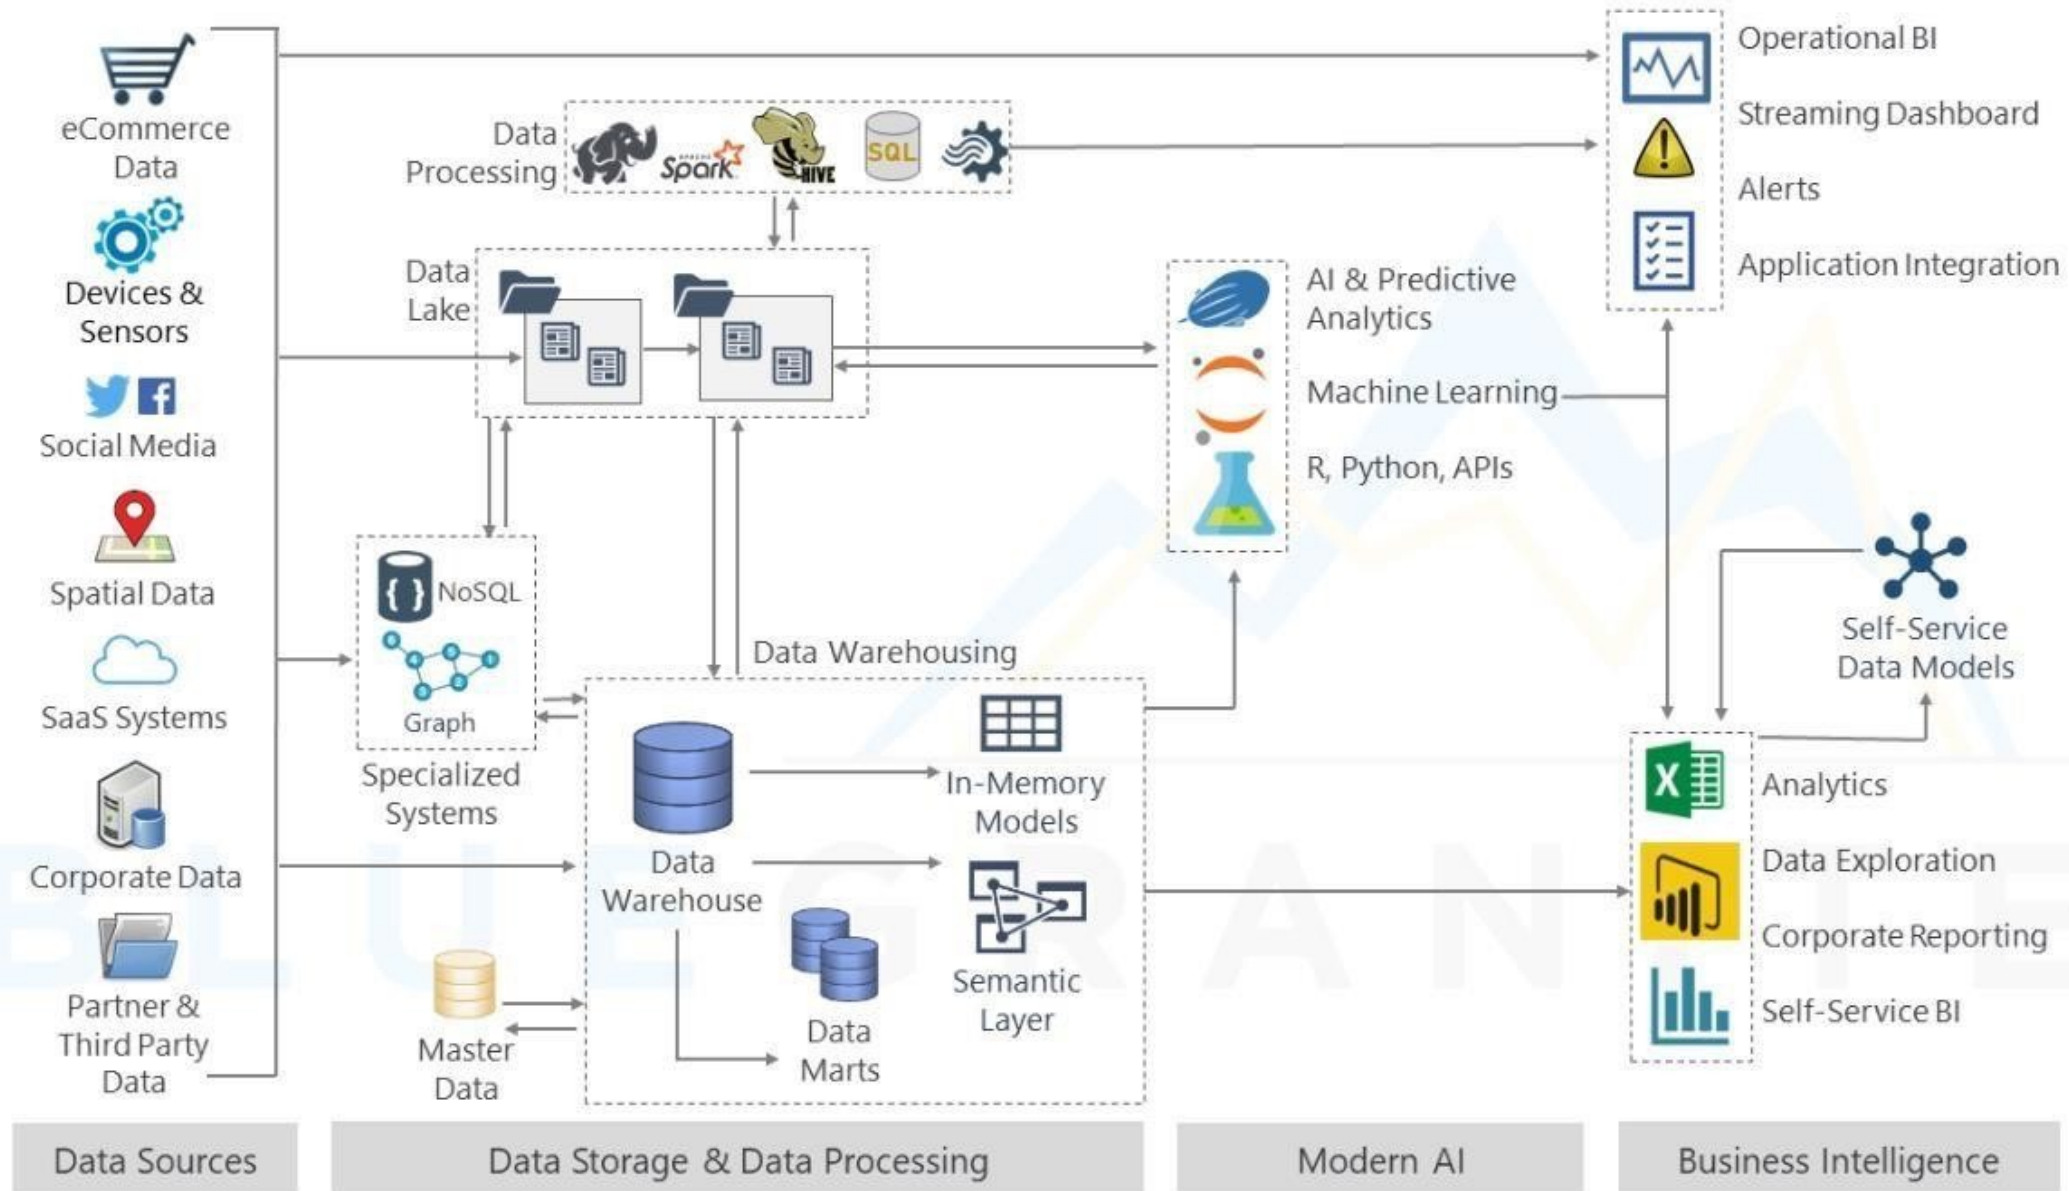 eCommerce
Data
Devices &
Sensors
Social Media
Spatial Data
SaaS Systems
Corporate Data
Partner &
Third Party
Data
Data
Processing
APACHE
Spark
HIVE
SQL
Data
Lake
NoSQL
Graph
Specialized
Systems
Data Warehousing
Data
Warehouse
In-Memory
Models
Semantic
Layer
Data
Marts
Master
Data
AI & Predictive
Analytics
Machine Learning
R, Python, APIs
Operational BI
Streaming Dashboard
Alerts
Application Integration
Self-Service
Data Models
X
Analytics
Data Exploration
Corporate Reporting
Self-Service BI
BLUE GRANITE
Data Sources
Data Storage & Data Processing
Modern AI
Business Intelligence